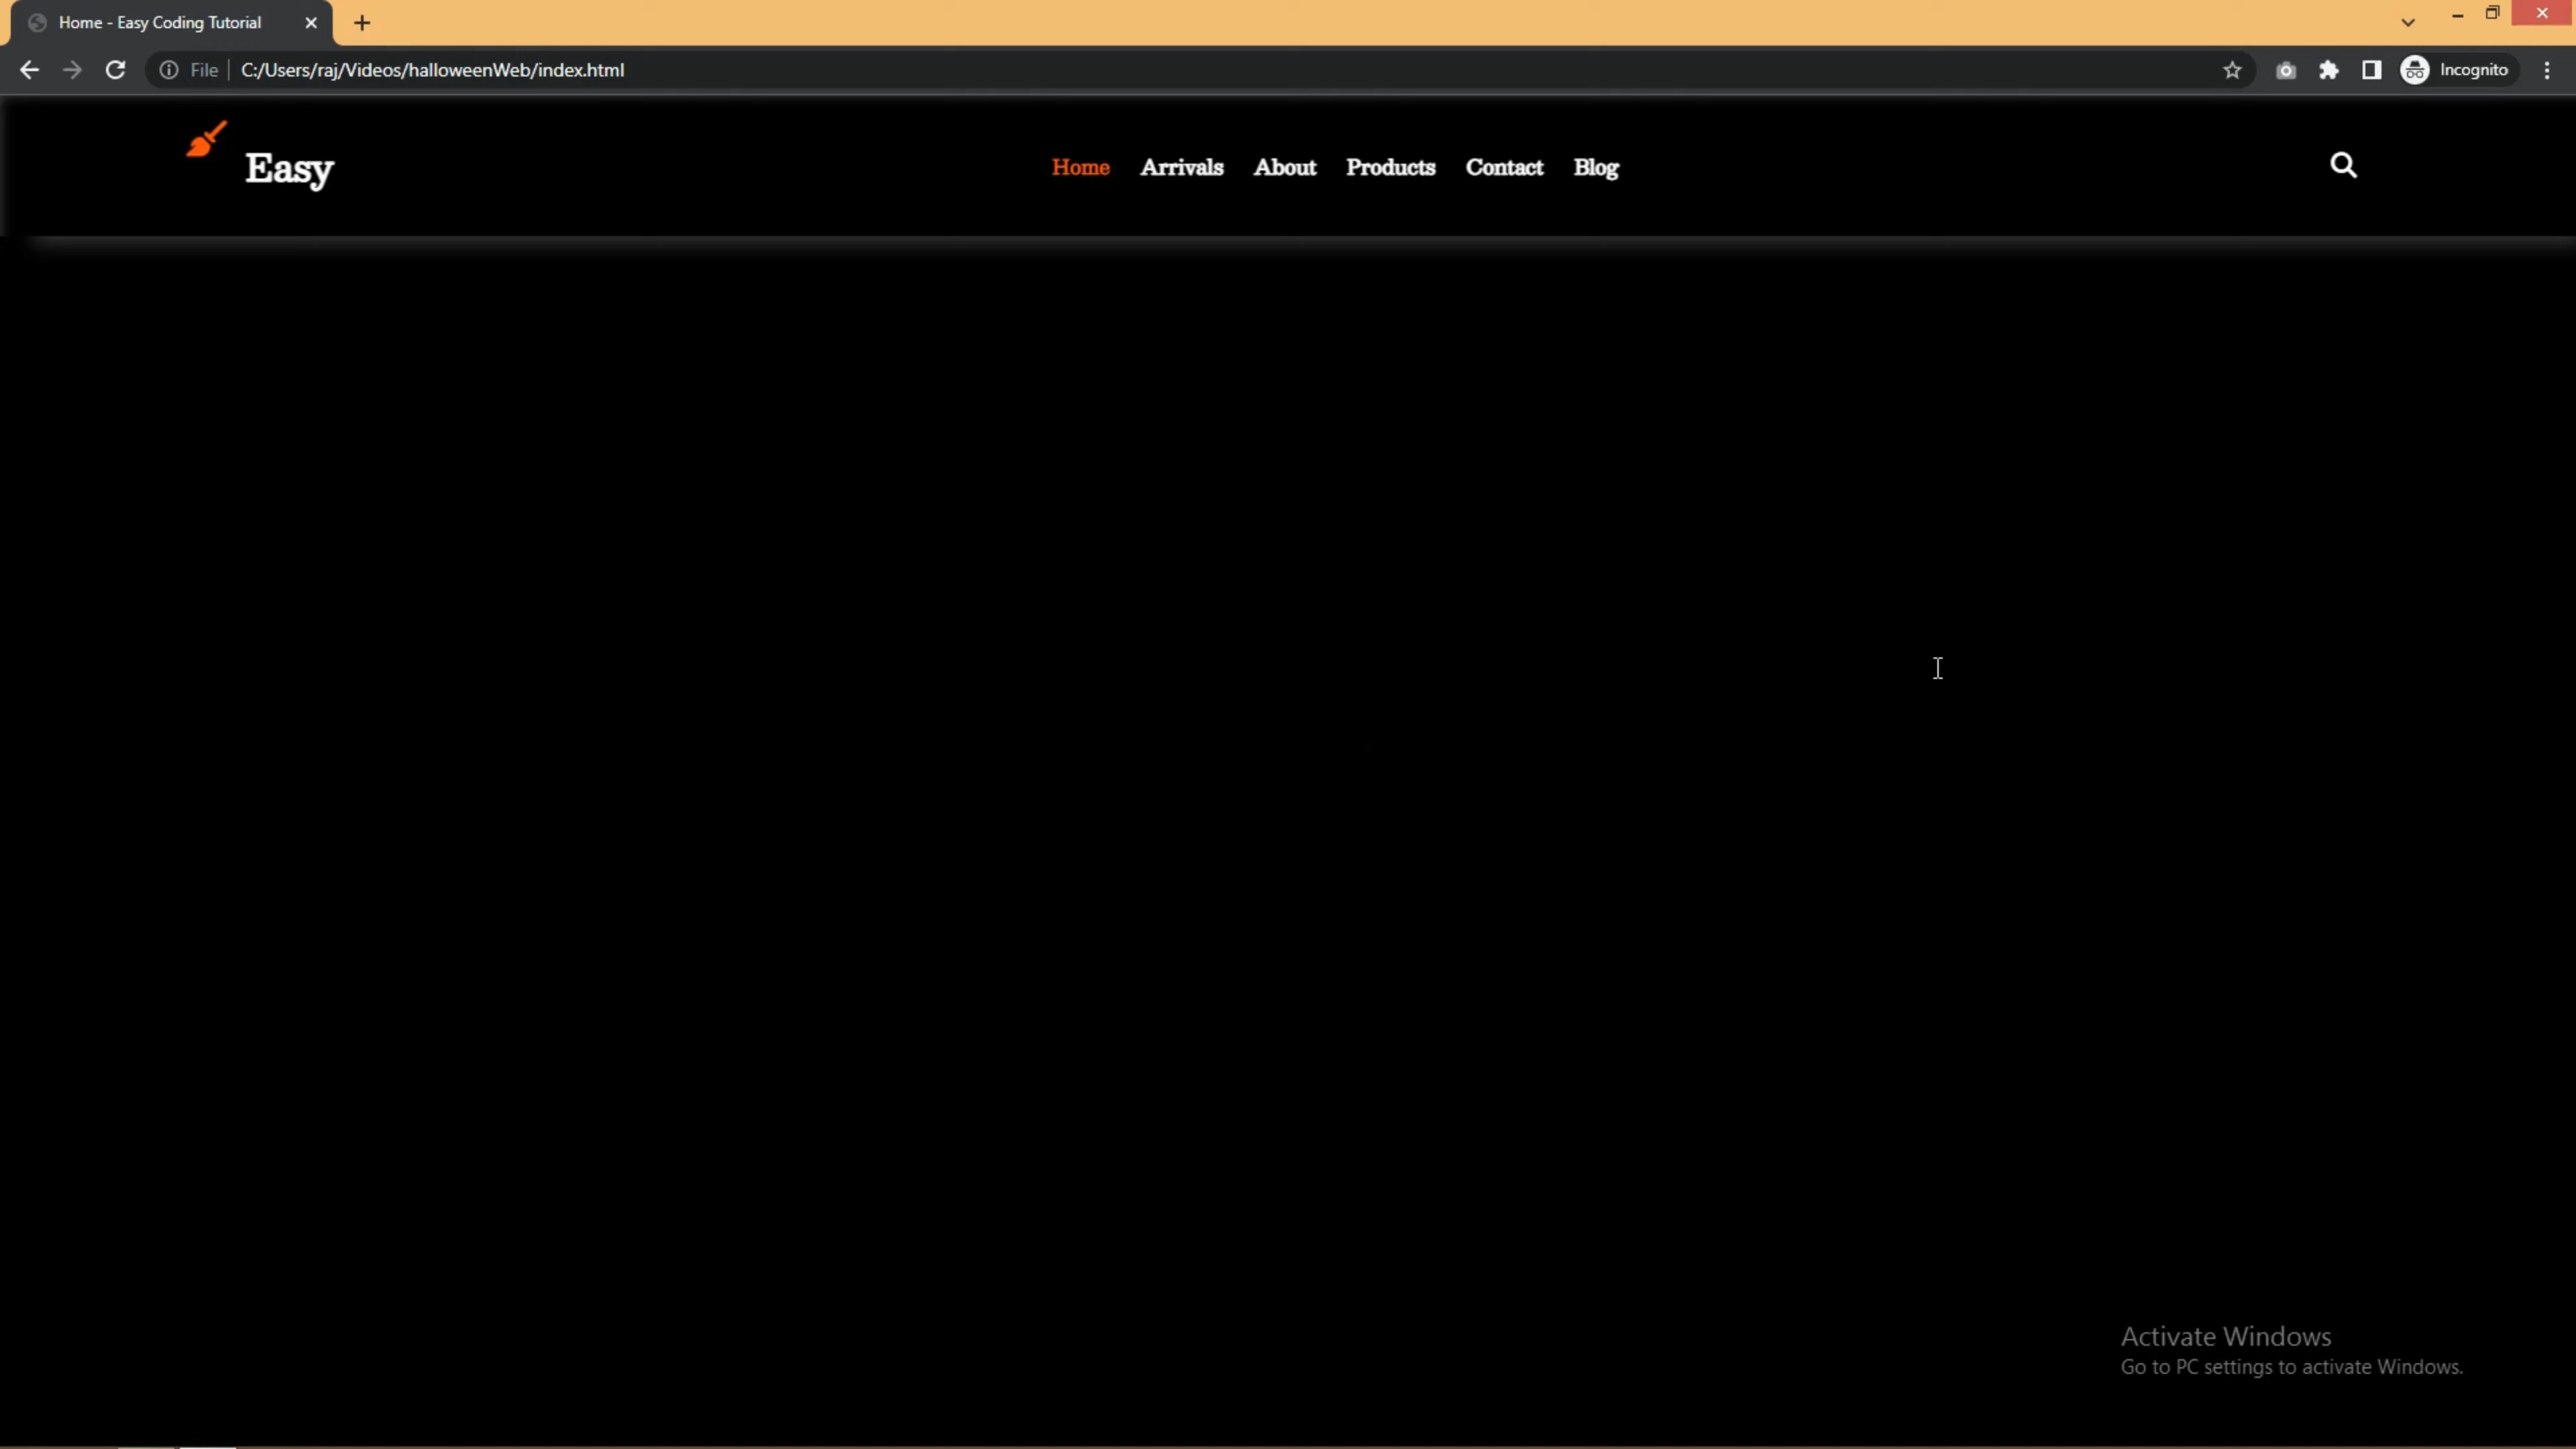 Home - Easy Coding Tutorial
File C:/Users/raj/Videos/halloweenWeb/index.html
Incognito
Easy
Home Arrivals About Products Contact Blog
Activate Windows
Go to PC settings to activate Windows.